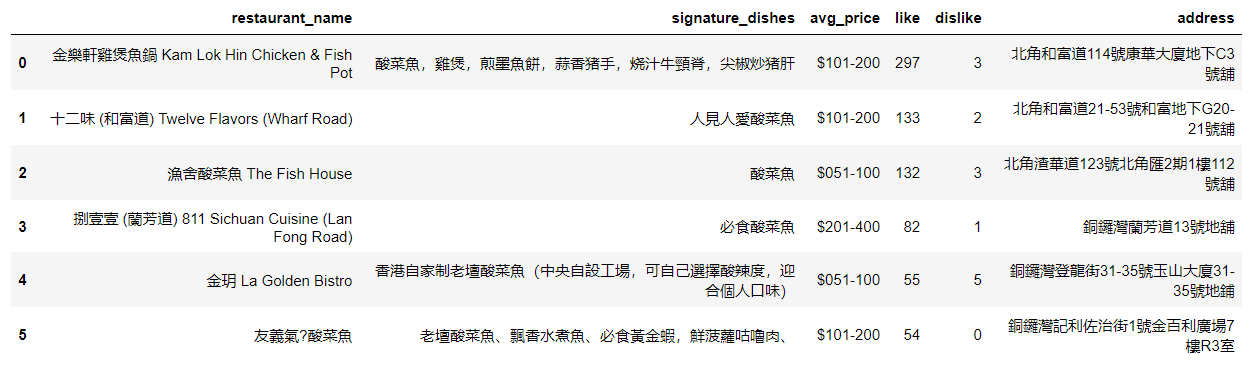 restaurant_name signature_dishes avg_price like dislike address
0 金樂軒雞煲魚鍋 Kam Lok Hin Chicken & Fish Pot 酸菜魚，雞煲，煎墨魚餅，蒜香猪手，烧汁牛頸脊，尖椒炒猪肝 $101-200 297 3 北角和富道114號康華大廈地下C3號舖
1 十二味 (和富道) Twelve Flavors (Wharf Road) 人見人愛酸菜魚 $101-200 133 2 北角和富道21-53號和富地下G20-21號舖
2 漁舍酸菜魚 The Fish House 酸菜魚 $051-100 132 3 北角渣華道123號北角匯2期1樓112號舖
3 捌壹壹 (蘭芳道) 811 Sichuan Cuisine (Lan Fong Road) 必食酸菜魚 $201-400 82 1 銅鑼灣蘭芳道13號地舖
4 金玥 La Golden Bistro 香港自家制老壇酸菜魚（中央自設工場，可自己選擇酸辣度，迎合個人口味） $051-100 55 5 銅鑼灣登龍街31-35號玉山大廈31-35號地鋪
5 友義氣?酸菜魚 老壇酸菜魚、飄香水煮魚、必食黃金蝦，鮮菠蘿咕嚕肉、 $101-200 54 0 銅鑼灣記利佐治街1號金百利廣場7樓R3室